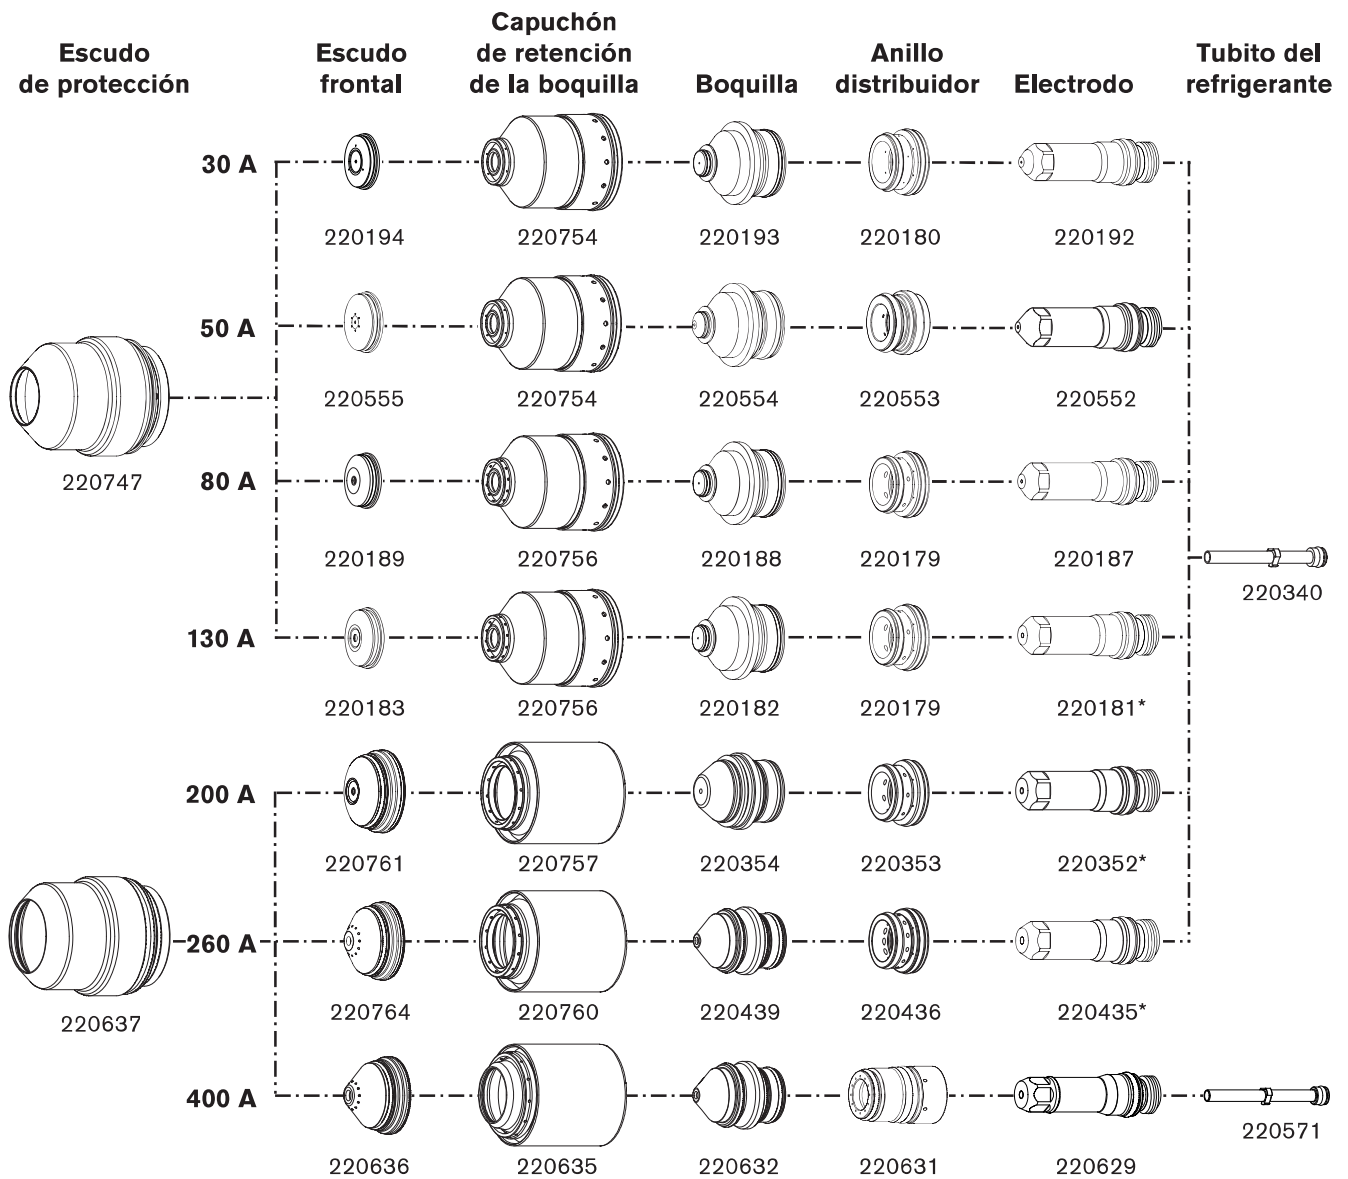 Escudo
de protección
Escudo
frontal
Capuchón
de retención
de la boquilla
Boquilla
Anillo
distribuidor
Electrodo
Tubito del
refrigerante
30 A
220194
220754
220193
220180
220192
50 A
220555
220754
220554
220553
220552
220747
80 A
220189
220756
220188
220179
220187
220340
130 A
220183
220756
220182
220179
220181*
200 A
220761
220757
220354
220353
220352*
260 A
220637
220764
220760
220439
220436
220435*
400 A
220636
220635
220632
220631
220629
220571